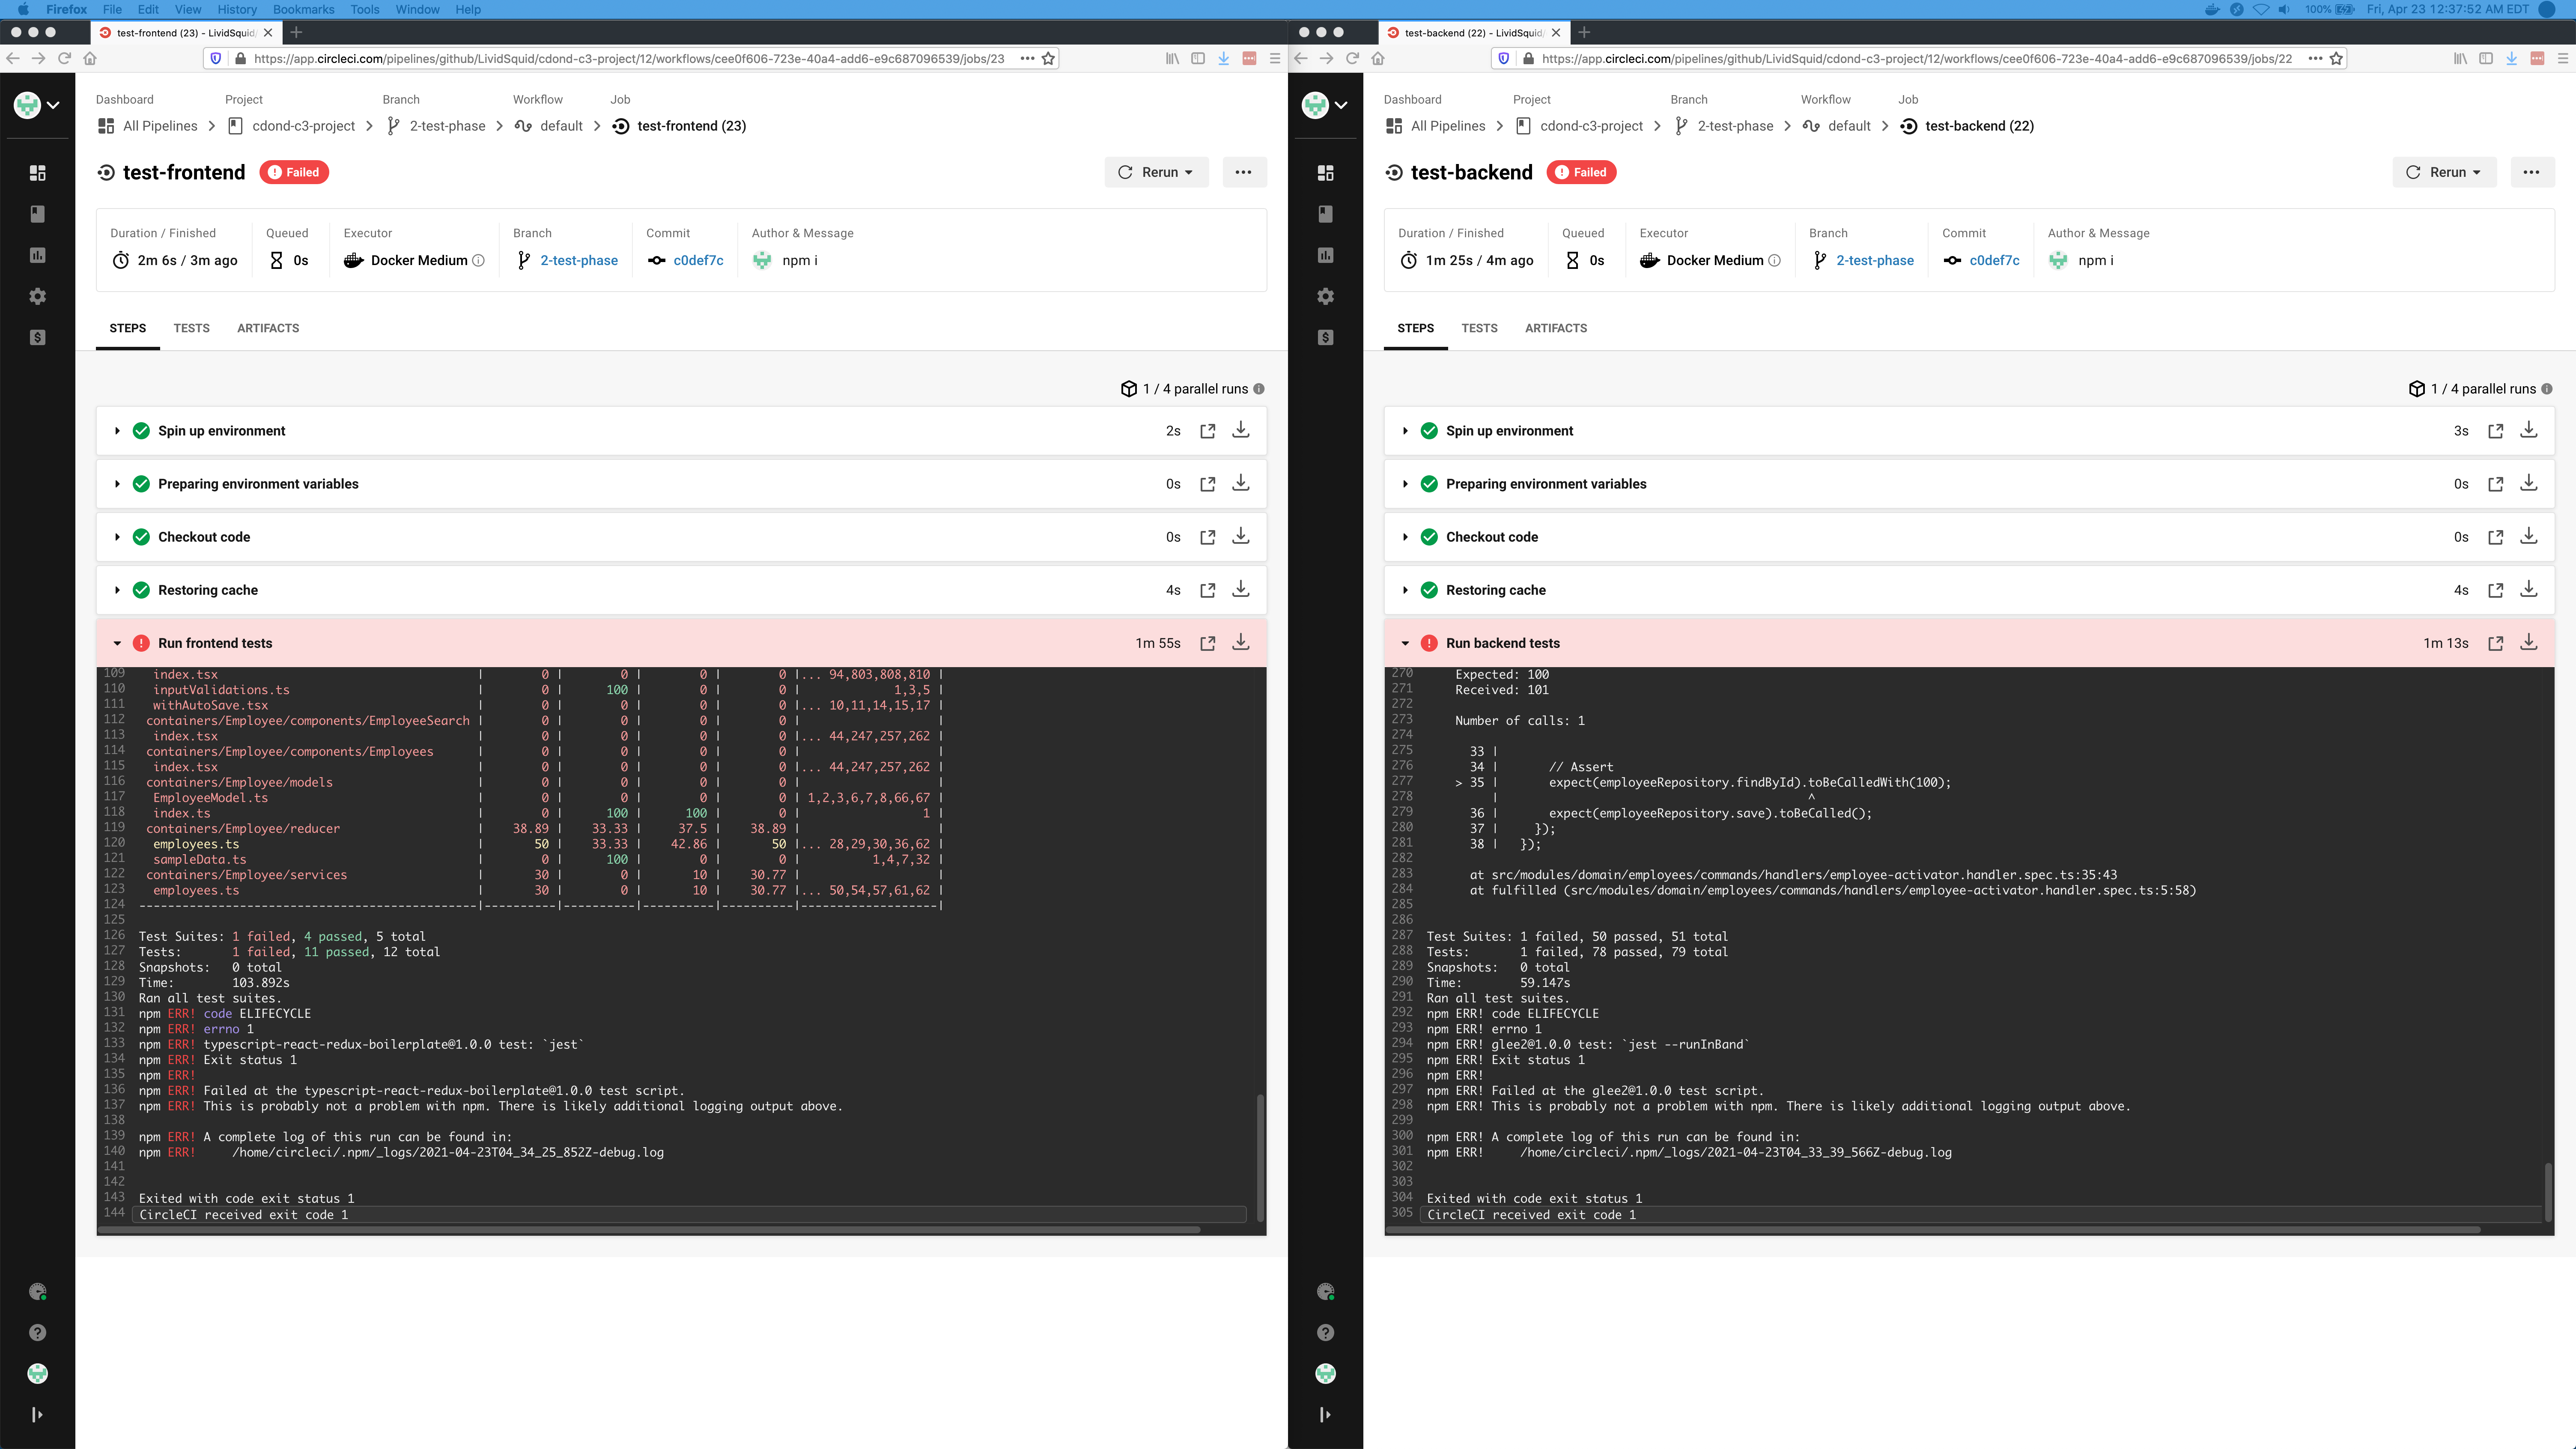 Firefox File Edit View History Bookmarks Tools Window Help
100% Fri, Apr 23 12:37:52 AM EDT
test-frontend (23) - LividSquid/
https://app.circleci.com/pipelines/github/LividSquid/cdond-c3-project/12/workflows/cee0f606-723e-40a4-add6-e9c687096539/jobs/23
Dashboard Project Branch Workflow Job
All Pipelines cdond-c3-project 2-test-phase default test-frontend (23)
test-frontend Failed Rerun
Duration / Finished Queued Executor Branch Commit Author & Message
2m 6s / 3m ago 0s Docker Medium 2-test-phase c0def7c npm i
STEPS TESTS ARTIFACTS
1 / 4 parallel runs
Spin up environment 2s
Preparing environment variables 0s
Checkout code 0s
Restoring cache 4s
Run frontend tests 1m 55s
109 index.tsx | 0 | 0 | 0 | 0 |... 94,803,808,810 |
110 inputValidations.ts | 0 | 100 | 0 | 0 | 1,3,5 |
111 withAutoSave.tsx | 0 | 0 | 0 | 0 |... 10,11,14,15,17 |
112 containers/Employee/components/EmployeeSearch | 0 | 0 | 0 | 0 | |
113 index.tsx | 0 | 0 | 0 | 0 |... 44,247,257,262 |
114 containers/Employee/components/Employees | 0 | 0 | 0 | 0 | |
115 index.tsx | 0 | 0 | 0 | 0 |... 44,247,257,262 |
116 containers/Employee/models | 0 | 0 | 0 | 0 | |
117 EmployeeModel.ts | 0 | 0 | 0 | 0 | 1,2,3,6,7,8,66,67 |
118 index.ts | 0 | 100 | 100 | 0 | 1 |
119 containers/Employee/reducer | 38.89 | 33.33 | 37.5 | 38.89 | |
120 employees.ts | 50 | 33.33 | 42.86 | 50 |... 28,29,30,36,62 |
121 sampleData.ts | 0 | 100 | 0 | 0 | 1,4,7,32 |
122 containers/Employee/services | 30 | 0 | 10 | 30.77 | |
123 employees.ts | 30 | 0 | 10 | 30.77 |... 50,54,57,61,62 |
124 -----------------------------------------------|----------|----------|----------|----------|-------------------|
125
126 Test Suites: 1 failed, 4 passed, 5 total
127 Tests: 1 failed, 11 passed, 12 total
128 Snapshots: 0 total
129 Time: 103.892s
130 Ran all test suites.
131 npm ERR! code ELIFECYCLE
132 npm ERR! errno 1
133 npm ERR! typescript-react-redux-boilerplate@1.0.0 test: `jest`
134 npm ERR! Exit status 1
135 npm ERR!
136 npm ERR! Failed at the typescript-react-redux-boilerplate@1.0.0 test script.
137 npm ERR! This is probably not a problem with npm. There is likely additional logging output above.
138
139 npm ERR! A complete log of this run can be found in:
140 npm ERR! /home/circleci/.npm/_logs/2021-04-23T04_34_25_852Z-debug.log
141
142
143 Exited with code exit status 1
144 CircleCI received exit code 1
test-backend (22) - LividSquid/
https://app.circleci.com/pipelines/github/LividSquid/cdond-c3-project/12/workflows/cee0f606-723e-40a4-add6-e9c687096539/jobs/22
Dashboard Project Branch Workflow Job
All Pipelines cdond-c3-project 2-test-phase default test-backend (22)
test-backend Failed Rerun
Duration / Finished Queued Executor Branch Commit Author & Message
1m 25s / 4m ago 0s Docker Medium 2-test-phase c0def7c npm i
STEPS TESTS ARTIFACTS
1 / 4 parallel runs
Spin up environment 3s
Preparing environment variables 0s
Checkout code 0s
Restoring cache 4s
Run backend tests 1m 13s
270 Expected: 100
271 Received: 101
272
273 Number of calls: 1
274
275 33 |
276 34 | // Assert
277 > 35 | expect(employeeRepository.findById).toBeCalledWith(100);
278 | ^
279 36 | expect(employeeRepository.save).toBeCalled();
280 37 | });
281 38 | });
282
283 at src/modules/domain/employees/commands/handlers/employee-activator.handler.spec.ts:35:43
284 at fulfilled (src/modules/domain/employees/commands/handlers/employee-activator.handler.spec.ts:5:58)
285
286
287 Test Suites: 1 failed, 50 passed, 51 total
288 Tests: 1 failed, 78 passed, 79 total
289 Snapshots: 0 total
290 Time: 59.147s
291 Ran all test suites.
292 npm ERR! code ELIFECYCLE
293 npm ERR! errno 1
294 npm ERR! glee2@1.0.0 test: `jest --runInBand`
295 npm ERR! Exit status 1
296 npm ERR!
297 npm ERR! Failed at the glee2@1.0.0 test script.
298 npm ERR! This is probably not a problem with npm. There is likely additional logging output above.
299
300 npm ERR! A complete log of this run can be found in:
301 npm ERR! /home/circleci/.npm/_logs/2021-04-23T04_33_39_566Z-debug.log
302
303
304 Exited with code exit status 1
305 CircleCI received exit code 1